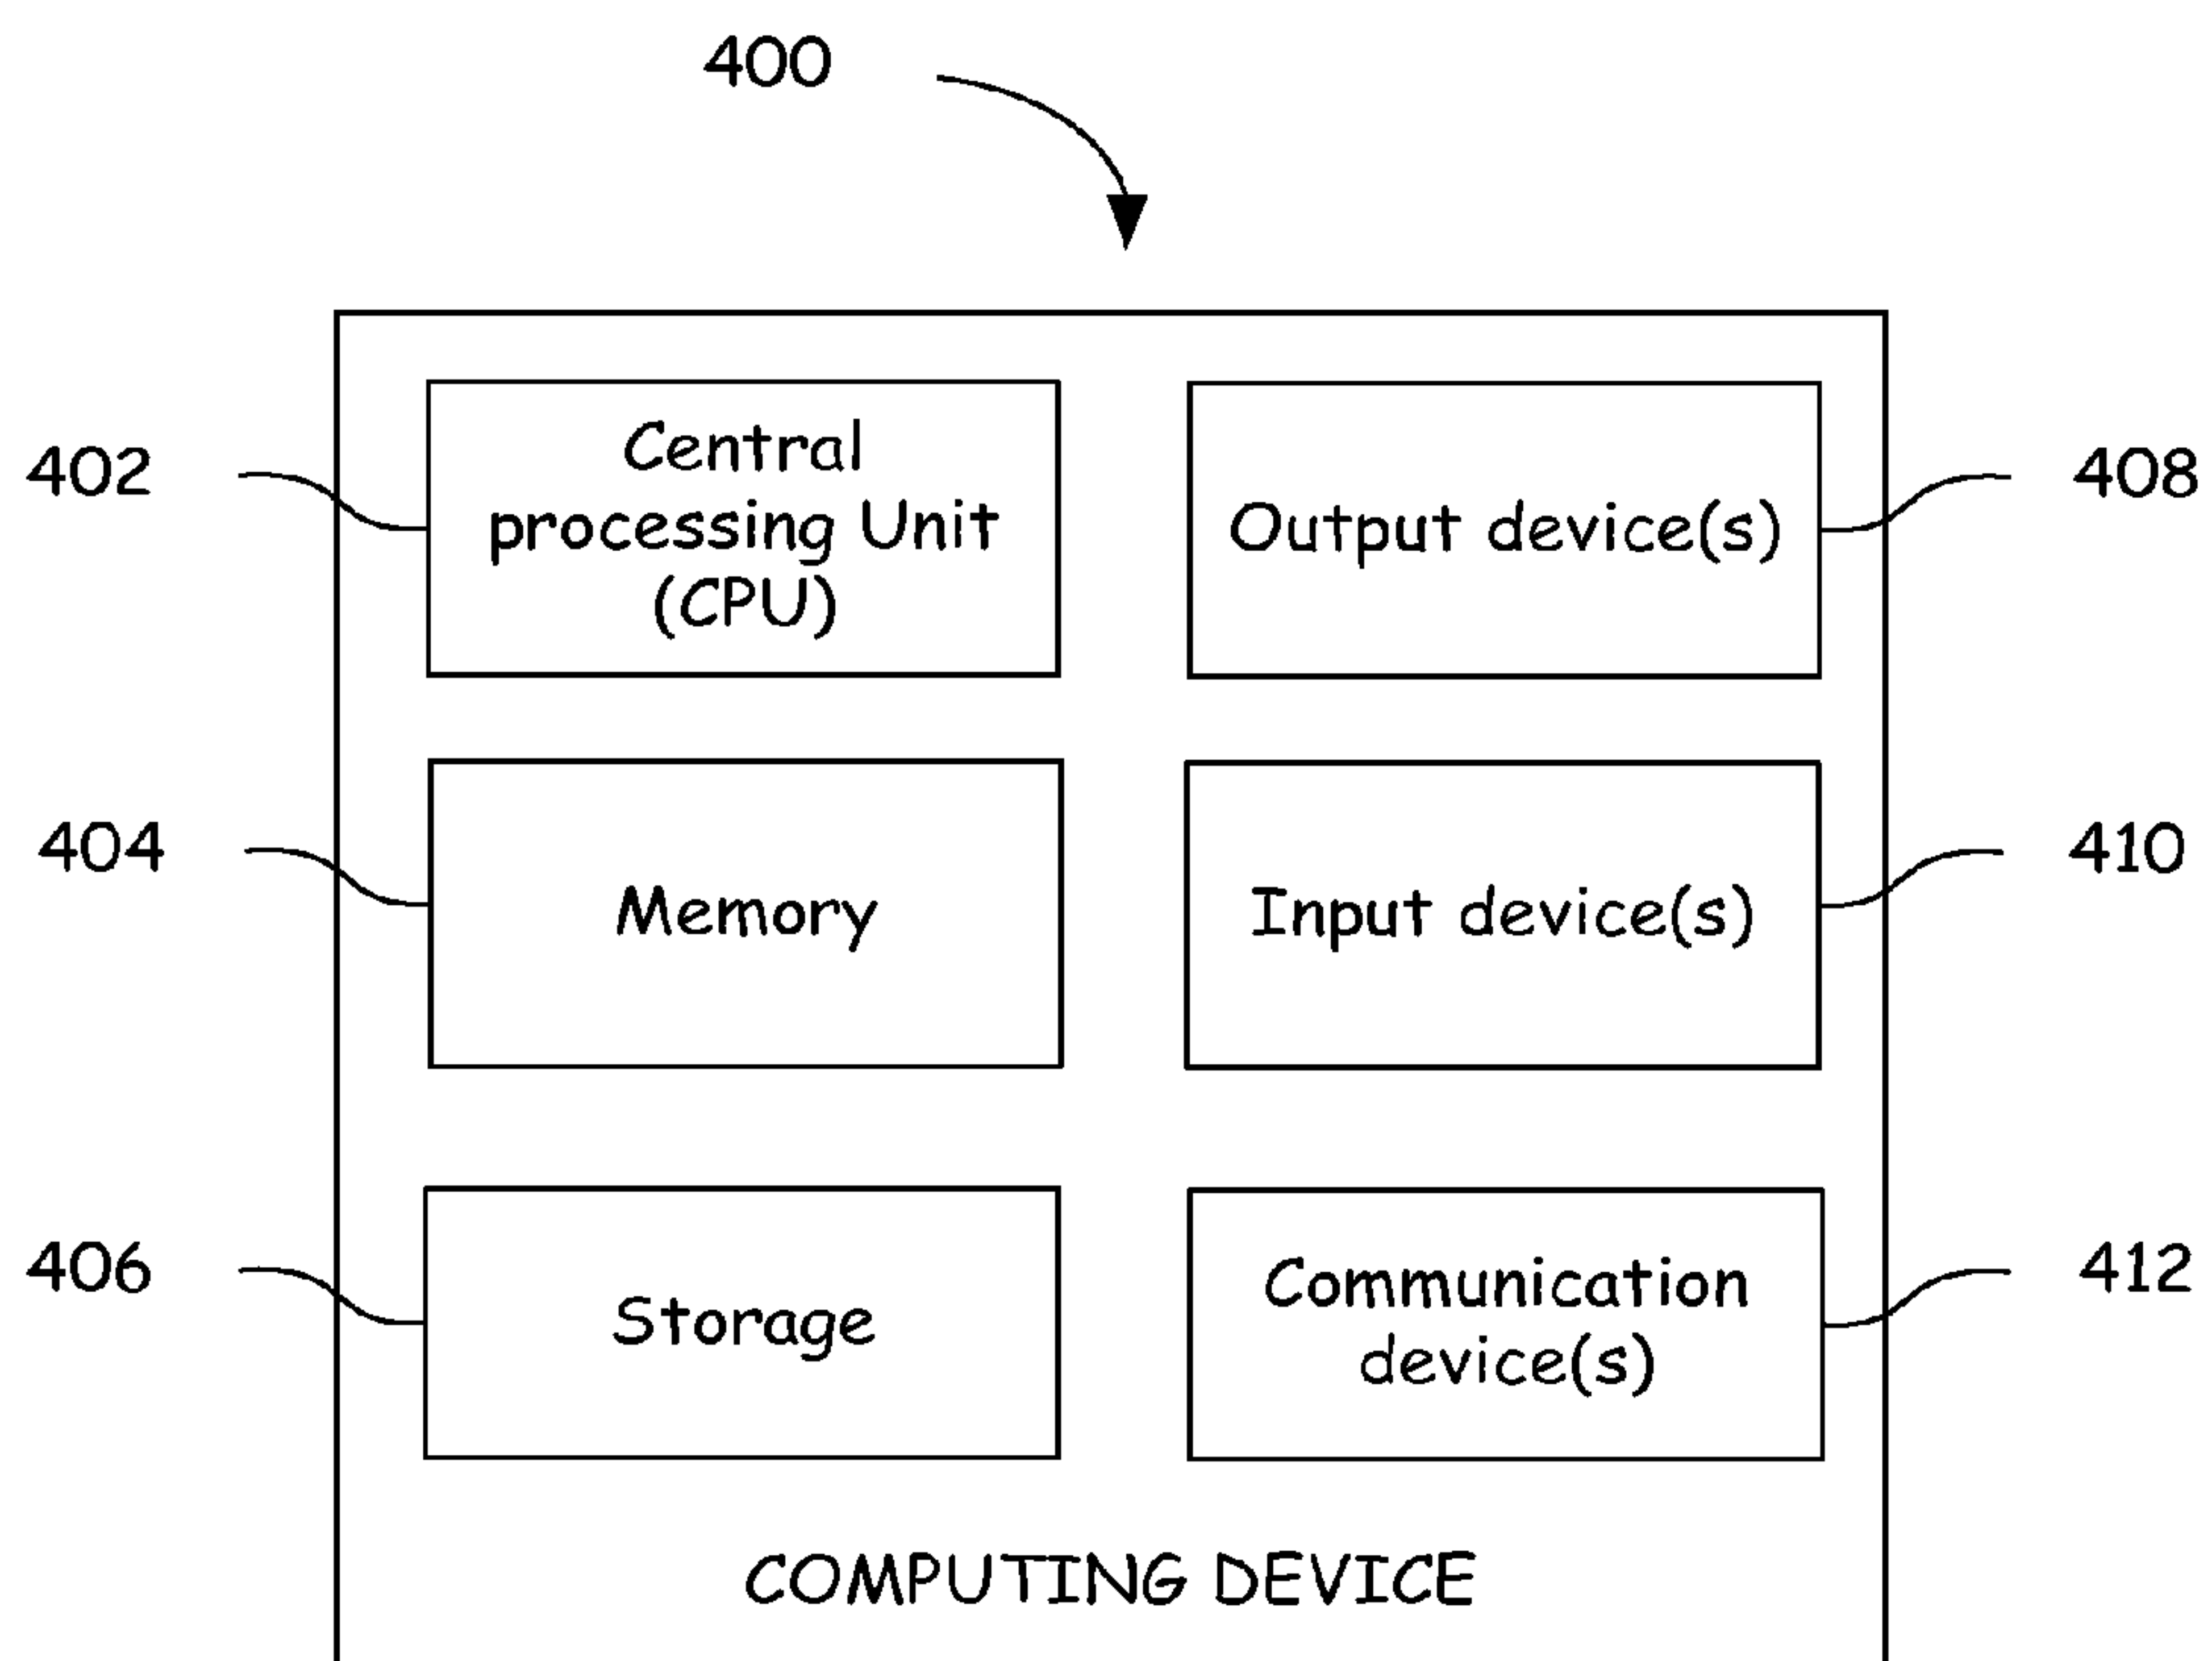 400
402
Central
processing Unit
(CPU)
Output device(s)
408
404
Memory
Input device(s)
410
406
Storage
Communication
device(s)
412
COMPUTING DEVICE